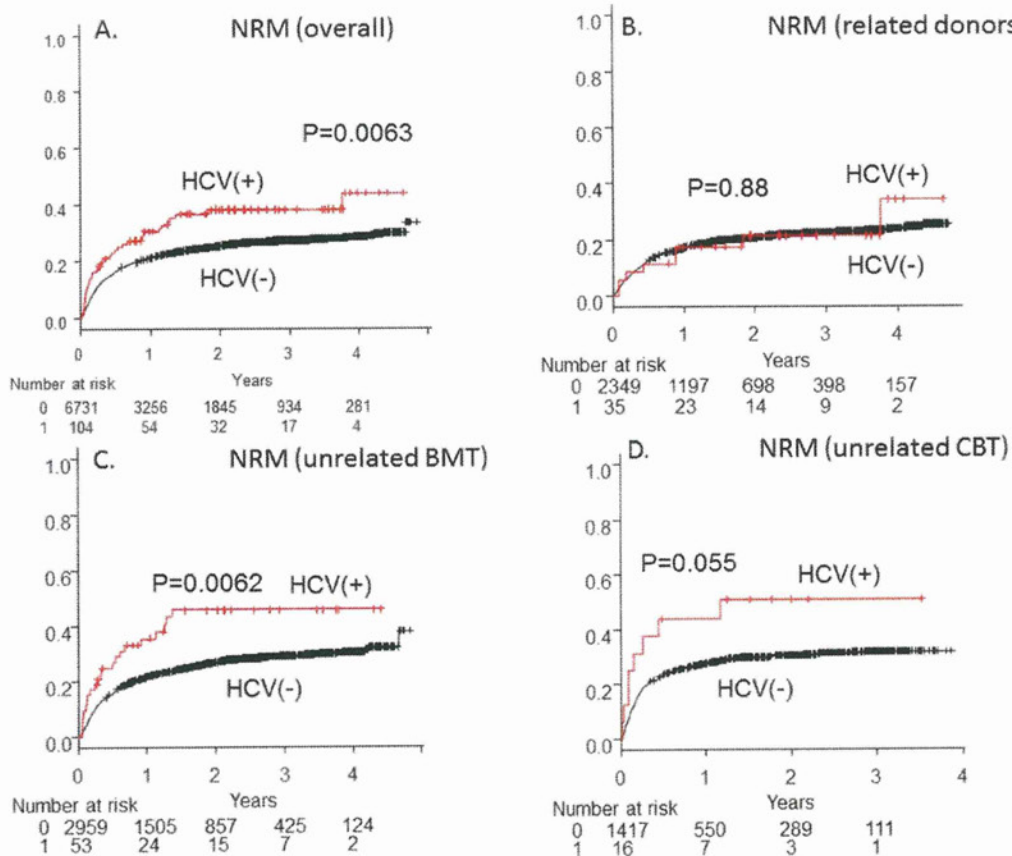 A. NRM (overall)
1.0
0.8
0.6
0.4
0.2
0.0
P=0.0063
HCV(+)
HCV(-)
0 1 2 3 4
Years
Number at risk
0 6731 3256 1845 934 281
1 104 54 32 17 4
B. NRM (related donors
1.0
0.8
0.6
0.4
0.2
0.0
P=0.88
HCV(+)
HCV(-)
0 1 2 3 4
Years
Number at risk
0 2349 1197 698 398 157
1 35 23 14 9 2
C. NRM (unrelated BMT)
1.0
0.8
0.6
0.4
0.2
0.0
P=0.0062
HCV(+)
HCV(-)
0 1 2 3 4
Years
Number at risk
0 2959 1505 857 425 124
1 53 24 15 7 2
D. NRM (unrelated CBT)
1.0
0.8
0.6
0.4
0.2
0.0
P=0.055
HCV(+)
HCV(-)
0 1 2 3 4
Years
Number at risk
0 1417 550 289 111
1 16 7 3 1